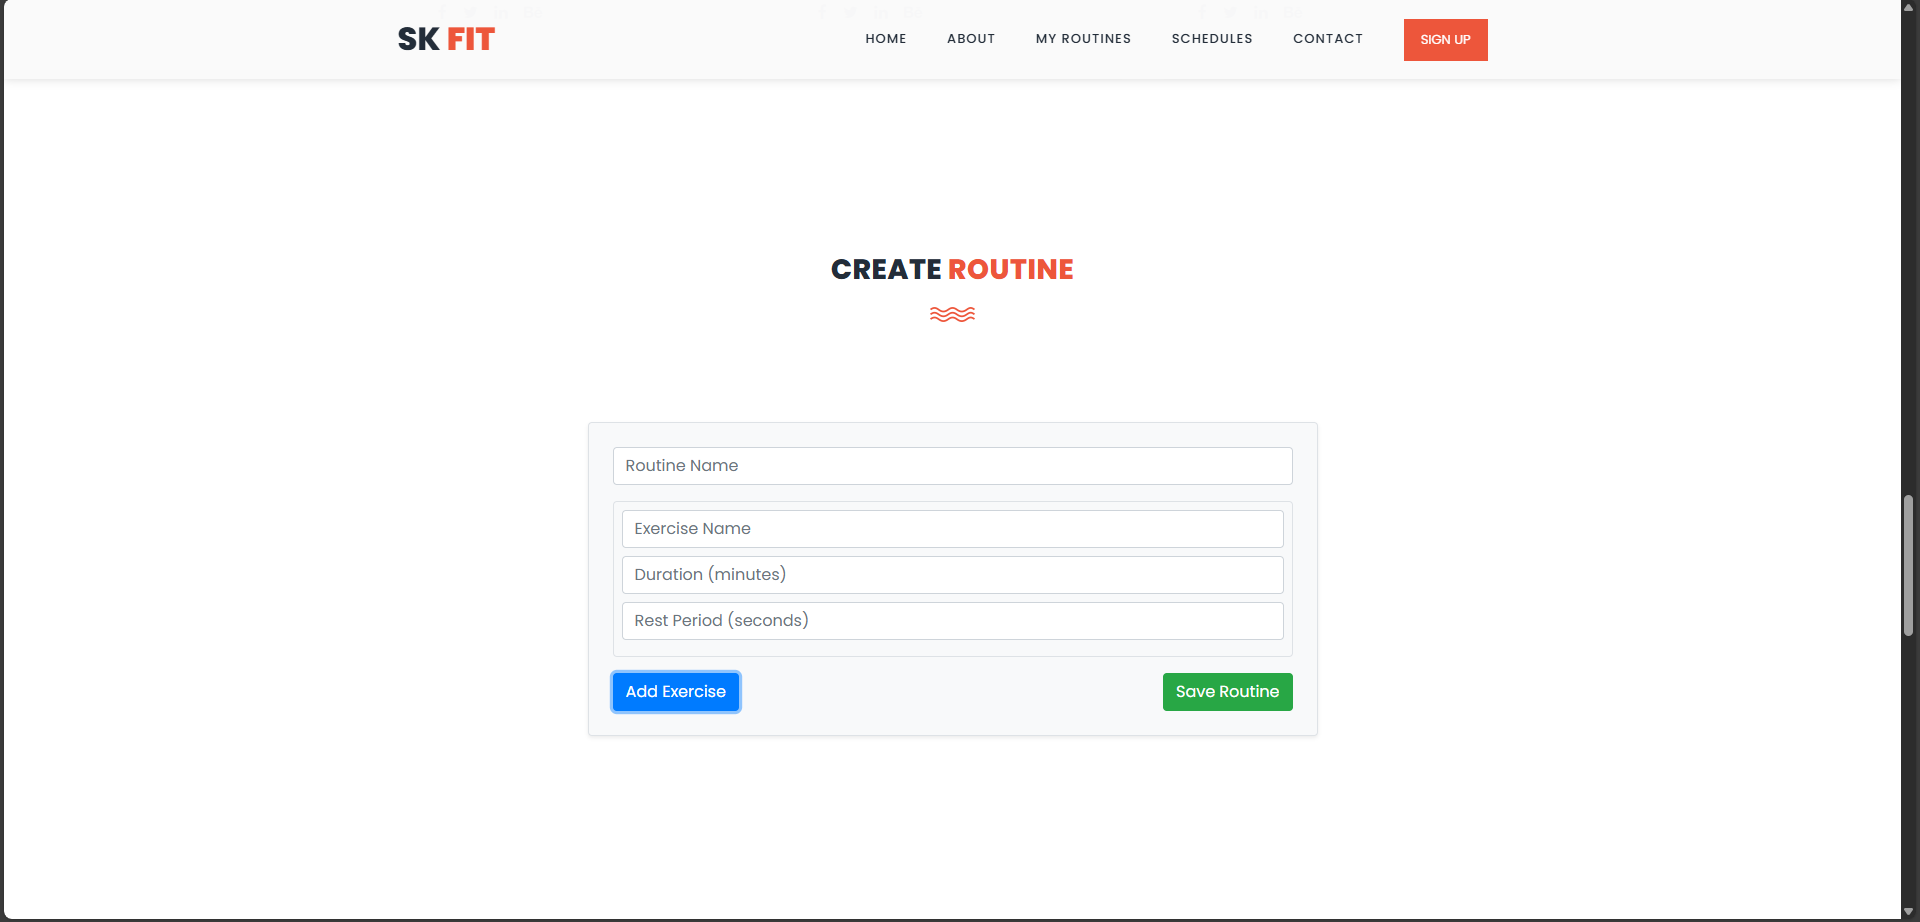 SK FIT
HOME
ABOUT
MY ROUTINES
SCHEDULES
CONTACT
SIGN UP
CREATE ROUTINE
Routine Name
Exercise Name
Duration (minutes)
Rest Period (seconds)
Add Exercise
Save Routine